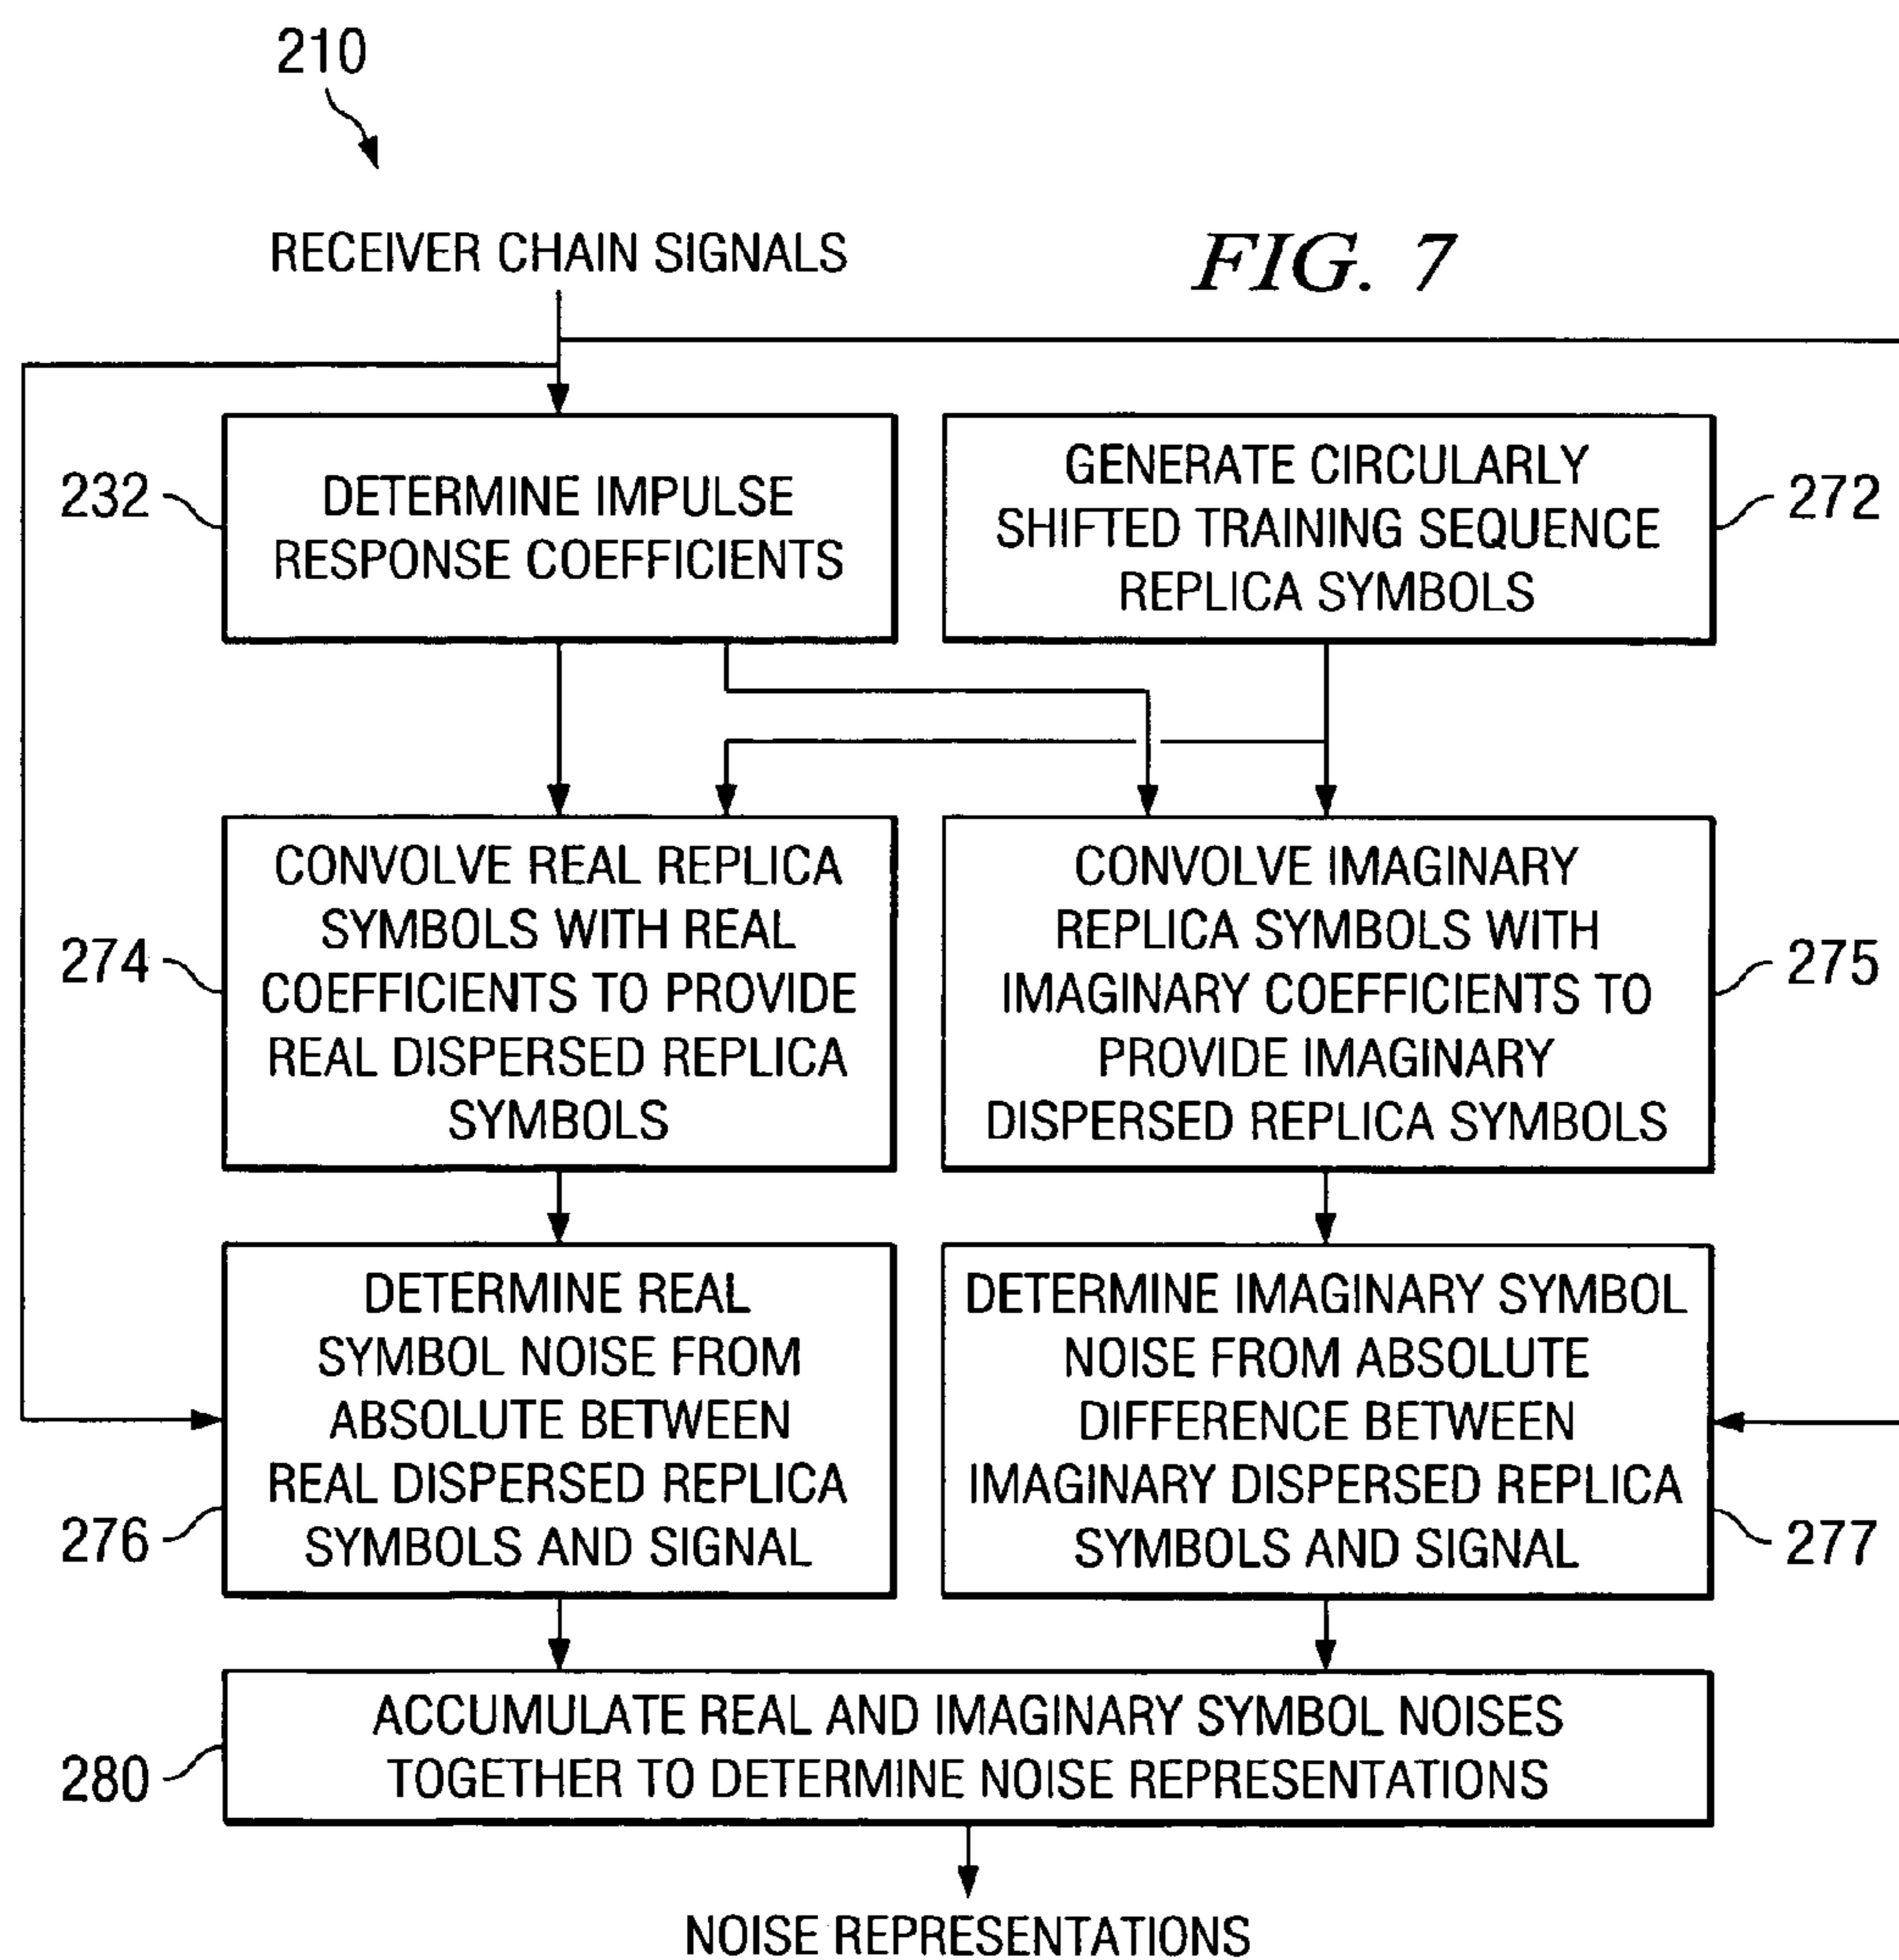 210
RECEIVER CHAIN SIGNALS
FIG. 7
232
DETERMINE IMPULSE
RESPONSE COEFFICIENTS
GENERATE CIRCULARLY
SHIFTED TRAINING SEQUENCE
REPLICA SYMBOLS
272
274
CONVOLVE REAL REPLICA
SYMBOLS WITH REAL
COEFFICIENTS TO PROVIDE
REAL DISPERSED REPLICA
SYMBOLS
CONVOLVE IMAGINARY
REPLICA SYMBOLS WITH
IMAGINARY COEFFICIENTS TO
PROVIDE IMAGINARY
DISPERSED REPLICA SYMBOLS
275
276
DETERMINE REAL
SYMBOL NOISE FROM
ABSOLUTE BETWEEN
REAL DISPERSED REPLICA
SYMBOLS AND SIGNAL
DETERMINE IMAGINARY SYMBOL
NOISE FROM ABSOLUTE
DIFFERENCE BETWEEN
IMAGINARY DISPERSED REPLICA
SYMBOLS AND SIGNAL
277
280
ACCUMULATE REAL AND IMAGINARY SYMBOL NOISES
TOGETHER TO DETERMINE NOISE REPRESENTATIONS
NOISE REPRESENTATIONS